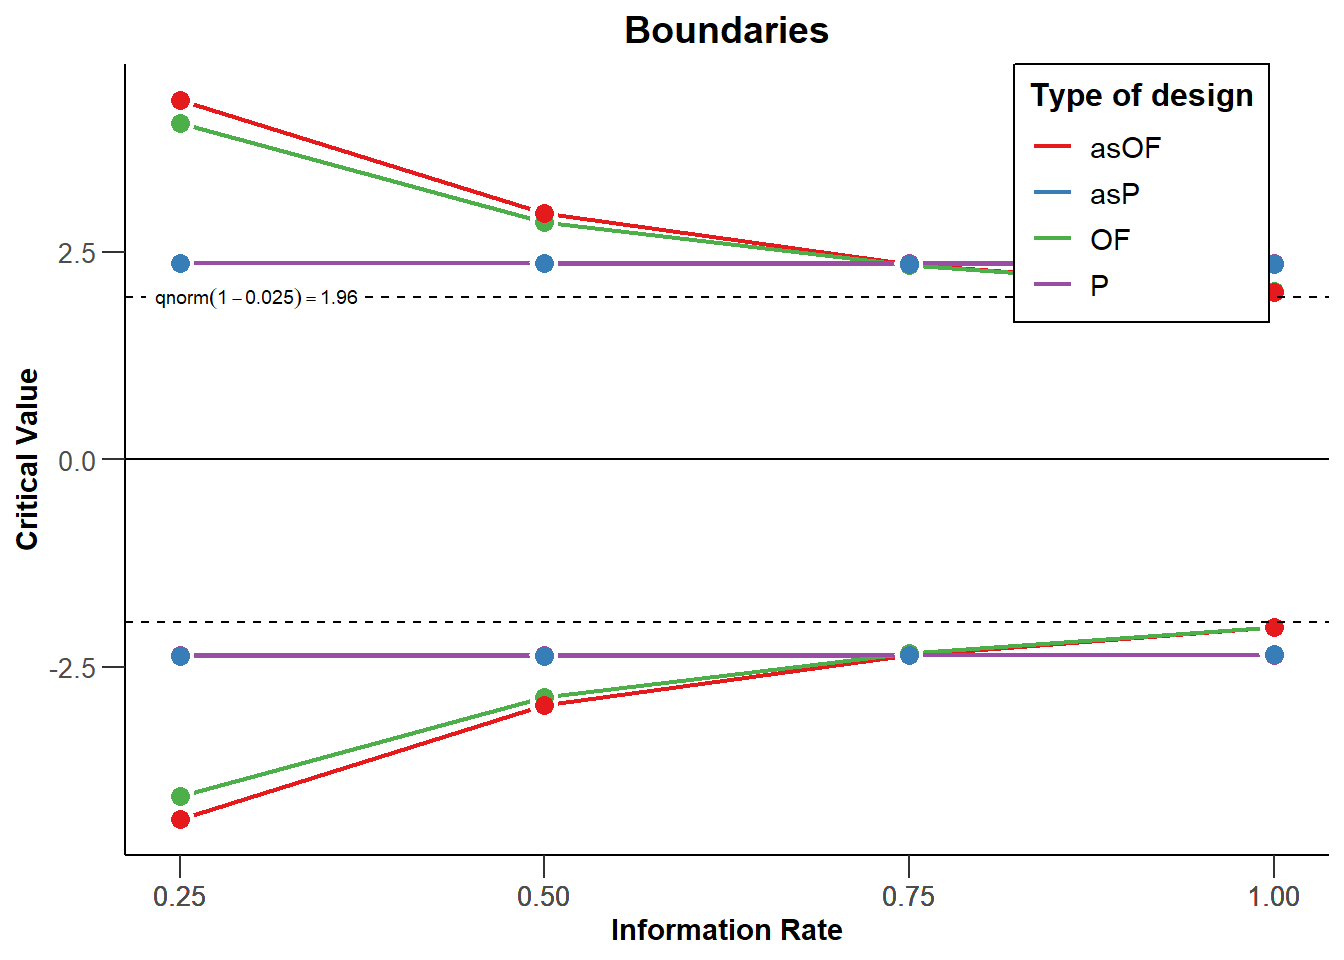 Boundaries
Type of design
asOF
asP
OF
P
2.5
qnorm(1 − 0.025) = 1.96
0.0
-2.5
Critical Value
0.25 0.50 0.75 1.00
Information Rate